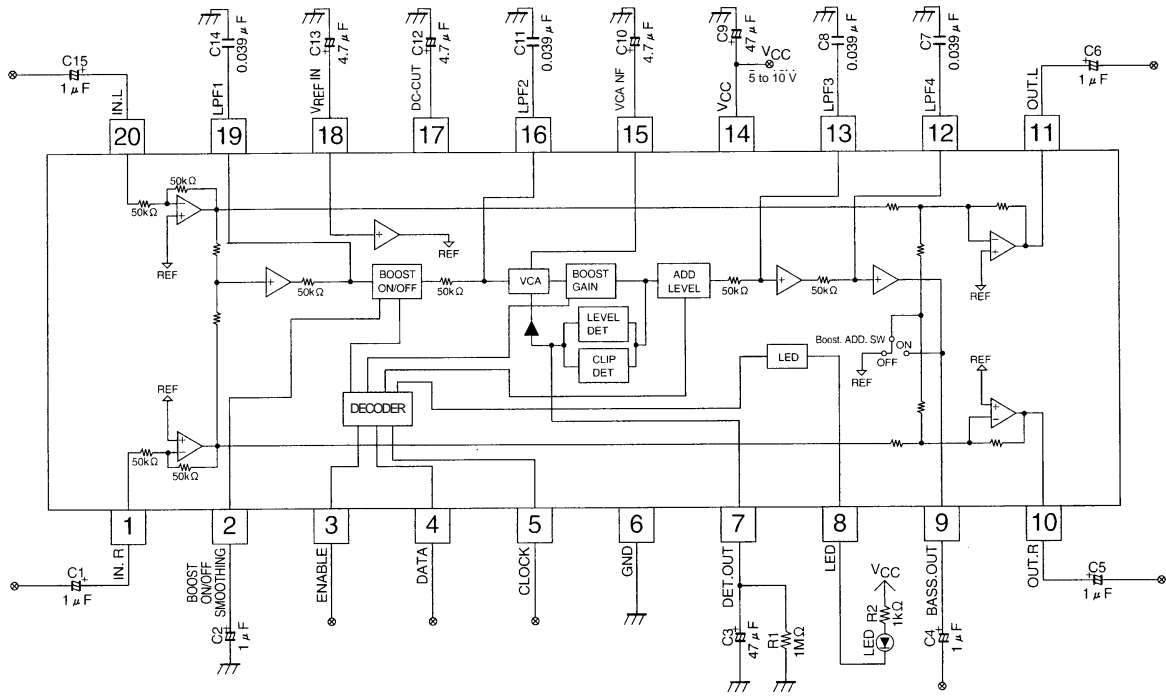 C15
1 μF
IN.L
C14
0.039 μF
LPF1
C13
4.7 μF
VREF IN
C12
4.7 μF
DC-CUT
C11
0.039 μF
LPF2
C10
4.7 μF
VCA NF
C9
47 μF
VCC
5 to 10 V
VCC
C8
0.039 μF
LPF3
C7
0.039 μF
LPF4
C6
1 μF
OUT.L
20
19
18
17
16
15
14
13
12
11
50kΩ
50kΩ
REF
REF
REF
50kΩ
BOOST
ON/OFF
50kΩ
VCA
BOOST
GAIN
ADD
LEVEL
50kΩ
50kΩ
LEVEL
DET
CLIP
DET
LED
Boost. ADD. SW
ON
OFF
REF
REF
REF
DECODER
50kΩ
50kΩ
1
2
3
4
5
6
7
8
9
10
IN. R
C1
1 μF
BOOST
ON/OFF
SMOOTHING
C2
1 μF
ENABLE
DATA
CLOCK
GND
DET.OUT
C3
47 μF
R1
1MΩ
LED
VCC
R2
1kΩ
LED
BASS.OUT
C4
1 μF
OUT.R
C5
1 μF